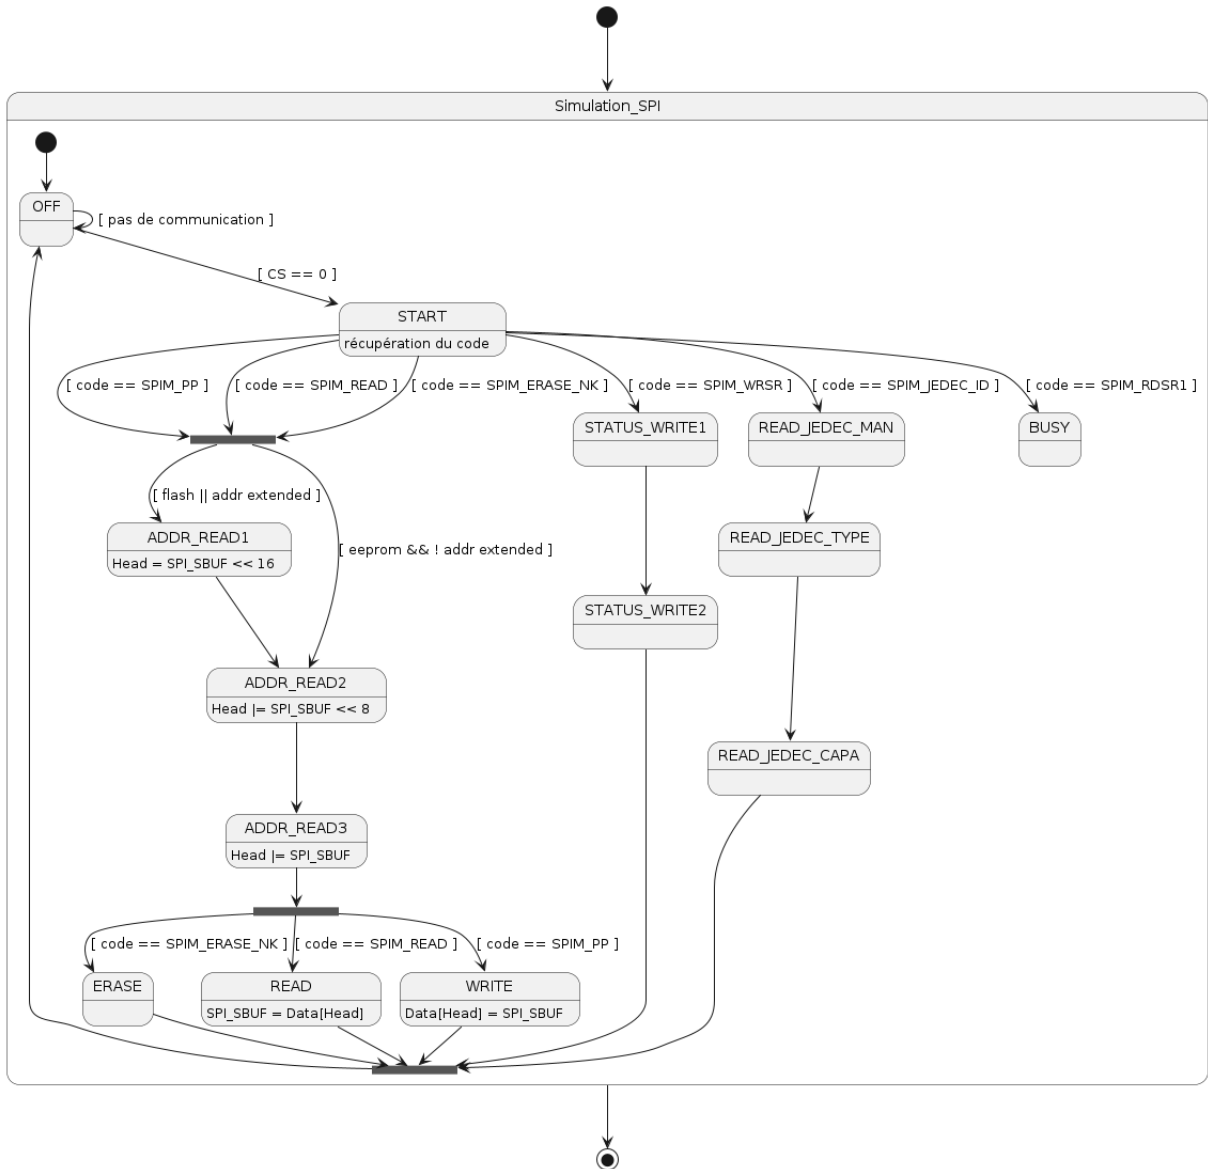 Simulation_SPI
OFF
[ pas de communication ]
[ CS == 0 ]
START
récupération du code
[ code == SPIM_PP ]
[ code == SPIM_READ ]
[ code == SPIM_ERASE_NK ]
[ code == SPIM_WRSR ]
[ code == SPIM_JEDEC_ID ]
[ code == SPIM_RDSR1 ]
STATUS_WRITE1
READ_JEDEC_MAN
BUSY
[ flash || addr extended ]
ADDR_READ1
Head = SPI_SBUF << 16
[ eeprom && ! addr extended ]
READ_JEDEC_TYPE
STATUS_WRITE2
ADDR_READ2
Head |= SPI_SBUF << 8
READ_JEDEC_CAPA
ADDR_READ3
Head |= SPI_SBUF
[ code == SPIM_ERASE_NK ]
[ code == SPIM_READ ]
[ code == SPIM_PP ]
ERASE
READ
SPI_SBUF = Data[Head]
WRITE
Data[Head] = SPI_SBUF